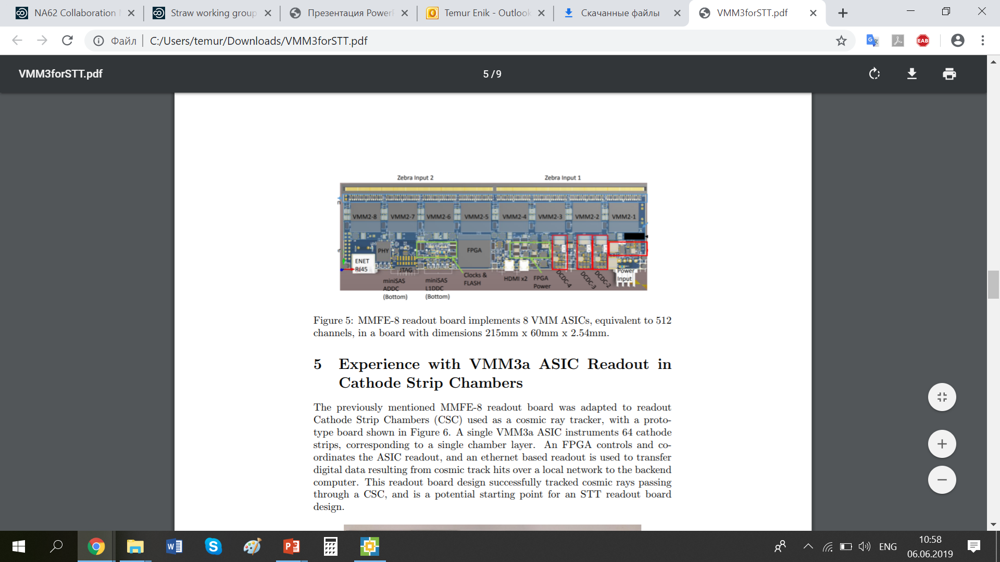 NA62 Collaboration
Straw working group
Презентация Power
Temur Enik - Outlook
Скачанные файлы
VMM3forSTT.pdf
Файл
C:/Users/temur/Downloads/VMM3forSTT.pdf
EAB
VMM3forSTT.pdf
5 / 9
Zebra Input 2
Zebra Input 1
VMM2-8
VMM2-7
VMM2-6
VMM2-5
VMM2-4
VMM2-3
VMM2-2
VMM2-1
PHY
FPGA
ENET
RJ45
JTAG
Clocks &
FLASH
HDMI x2
FPGA
Power
DCDC-4
DCDC-3
DCDC-2
Power
Input
miniSAS
ADDC
(Bottom)
miniSAS
L1DDC
(Bottom)
Figure 5: MMFE-8 readout board implements 8 VMM ASICs, equivalent to 512
channels, in a board with dimensions 215mm x 60mm x 2.54mm.
5 Experience with VMM3a ASIC Readout in
Cathode Strip Chambers
The previously mentioned MMFE-8 readout board was adapted to readout
Cathode Strip Chambers (CSC) used as a cosmic ray tracker, with a proto-
type board shown in Figure 6. A single VMM3a ASIC instruments 64 cathode
strips, corresponding to a single chamber layer. An FPGA controls and co-
ordinates the ASIC readout, and an ethernet based readout is used to transfer
digital data resulting from cosmic track hits over a local network to the backend
computer. This readout board design successfully tracked cosmic rays passing
through a CSC, and is a potential starting point for an STT readout board
design.
ENG
10:58
06.06.2019